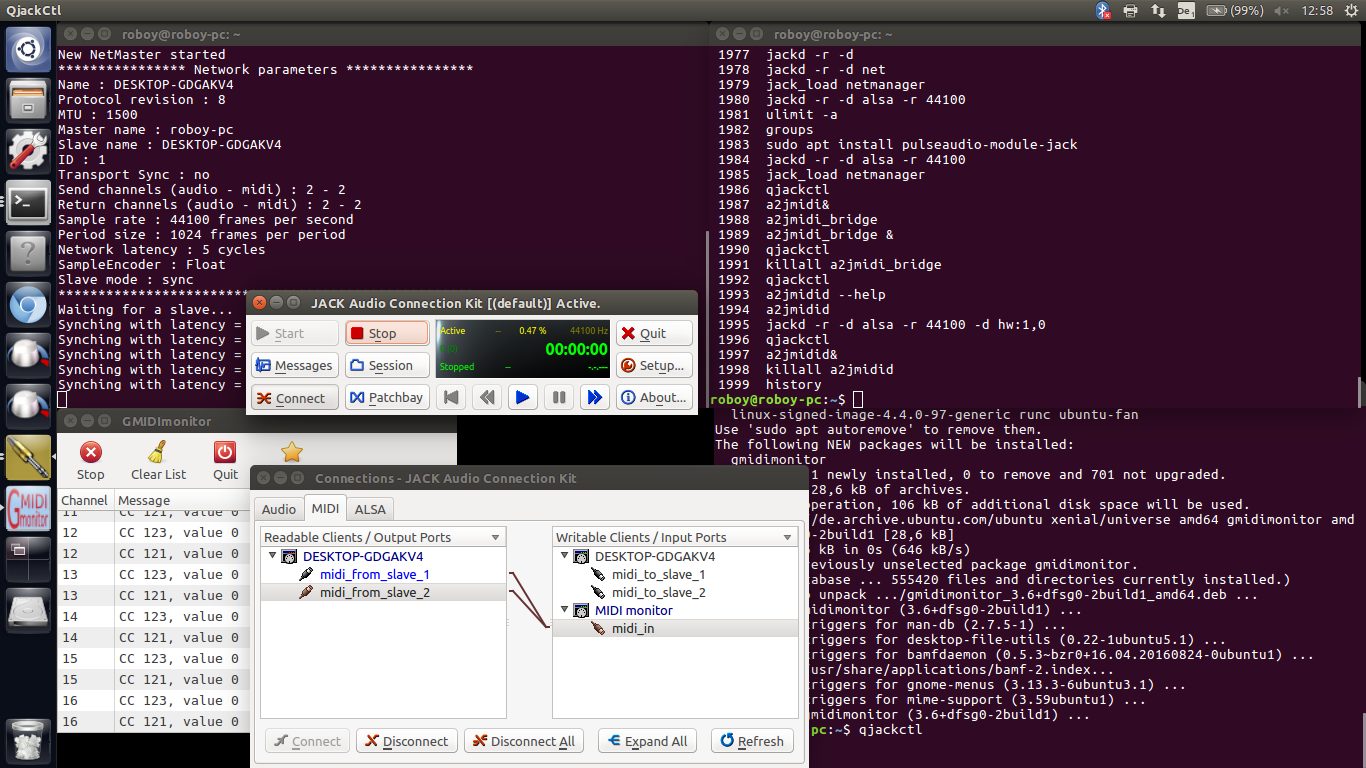 QjackCtl
De 1
(99%)
12:58
roboy@roboy-pc: ~
New NetMaster started
**************** Network parameters ****************
Name : DESKTOP-GDGAKV4
Protocol revision : 8
MTU : 1500
Master name : roboy-pc
Slave name : DESKTOP-GDGAKV4
ID : 1
Transport Sync : no
Send channels (audio - midi) : 2 - 2
Return channels (audio - midi) : 2 - 2
Sample rate : 44100 frames per second
Period size : 1024 frames per period
Network latency : 5 cycles
SampleEncoder : Float
Slave mode : sync
Waiting for a slave...
Synching with latency =
Synching with latency =
Synching with latency =
Synching with latency =
Synching with latency =
roboy@roboy-pc: ~
1977 jackd -r -d
1978 jackd -r -d net
1979 jack_load netmanager
1980 jackd -r -d alsa -r 44100
1981 ulimit -a
1982 groups
1983 sudo apt install pulseaudio-module-jack
1984 jackd -r -d alsa -r 44100
1985 jack_load netmanager
1986 qjackctl
1987 a2jmidi&
1988 a2jmidi_bridge
1989 a2jmidi_bridge &
1990 qjackctl
1991 killall a2jmidi_bridge
1992 qjackctl
1993 a2jmidid --help
1994 a2jmidid
1995 jackd -r -d alsa -r 44100 -d hw:1,0
1996 qjackctl
1997 a2jmidid&
1998 killall a2jmidid
1999 history
roboy@roboy-pc:~$
JACK Audio Connection Kit [(default)] Active.
Start
Stop
Active -- 0.47 % 44100 Hz
00:00:00
Stopped -- -.-.---
Quit
Messages
Session
Setup...
Connect
Patchbay
About...
GMIDImonitor
Stop
Clear List
Quit
Channel Message
11 CC 121, value 0
12 CC 123, value 0
12 CC 121, value 0
13 CC 123, value 0
13 CC 121, value 0
14 CC 123, value 0
14 CC 121, value 0
15 CC 123, value 0
15 CC 121, value 0
16 CC 123, value 0
16 CC 121, value 0
GMIDI
monitor
Connections - JACK Audio Connection Kit
Audio
MIDI
ALSA
Readable Clients / Output Ports
DESKTOP-GDGAKV4
midi_from_slave_1
midi_from_slave_2
Writable Clients / Input Ports
DESKTOP-GDGAKV4
midi_to_slave_1
midi_to_slave_2
MIDI monitor
midi_in
Connect
Disconnect
Disconnect All
Expand All
Refresh
linux-signed-image-4.4.0-97-generic runc ubuntu-fan
Use 'sudo apt autoremove' to remove them.
The following NEW packages will be installed:
gmidimonitor
1 newly installed, 0 to remove and 701 not upgraded.
28,6 kB of archives.
operation, 106 kB of additional disk space will be used.
/de.archive.ubuntu.com/ubuntu xenial/universe amd64 gmidimonitor amd
0-2build1 [28,6 kB]
kB in 0s (646 kB/s)
eviously unselected package gmidimonitor.
tabase ... 555420 files and directories currently installed.)
o unpack .../gmidimonitor_3.6+dfsg0-2build1_amd64.deb ...
midimonitor (3.6+dfsg0-2build1) ...
triggers for man-db (2.7.5-1) ...
triggers for desktop-file-utils (0.22-1ubuntu5.1) ...
triggers for bamfdaemon (0.5.3~bzr0+16.04.20160824-0ubuntu1) ...
/usr/share/applications/bamf-2.index...
triggers for gnome-menus (3.13.3-6ubuntu3.1) ...
triggers for mime-support (3.59ubuntu1) ...
midimonitor (3.6+dfsg0-2build1) ...
pc:~$ qjackctl